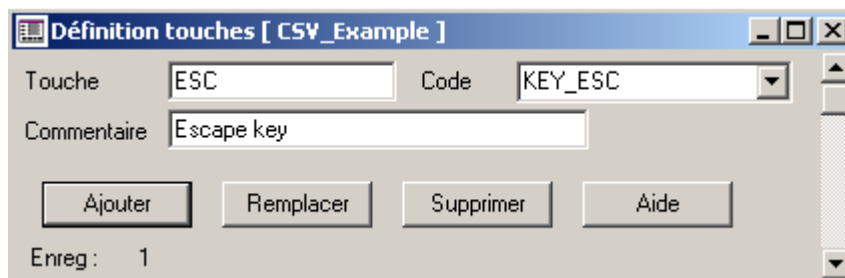 Définition touches [ CSV_Example ]
Touche ESC Code KEY_ESC
Commentaire Escape key
Ajouter Remplacer Supprimer Aide
Enreg : 1